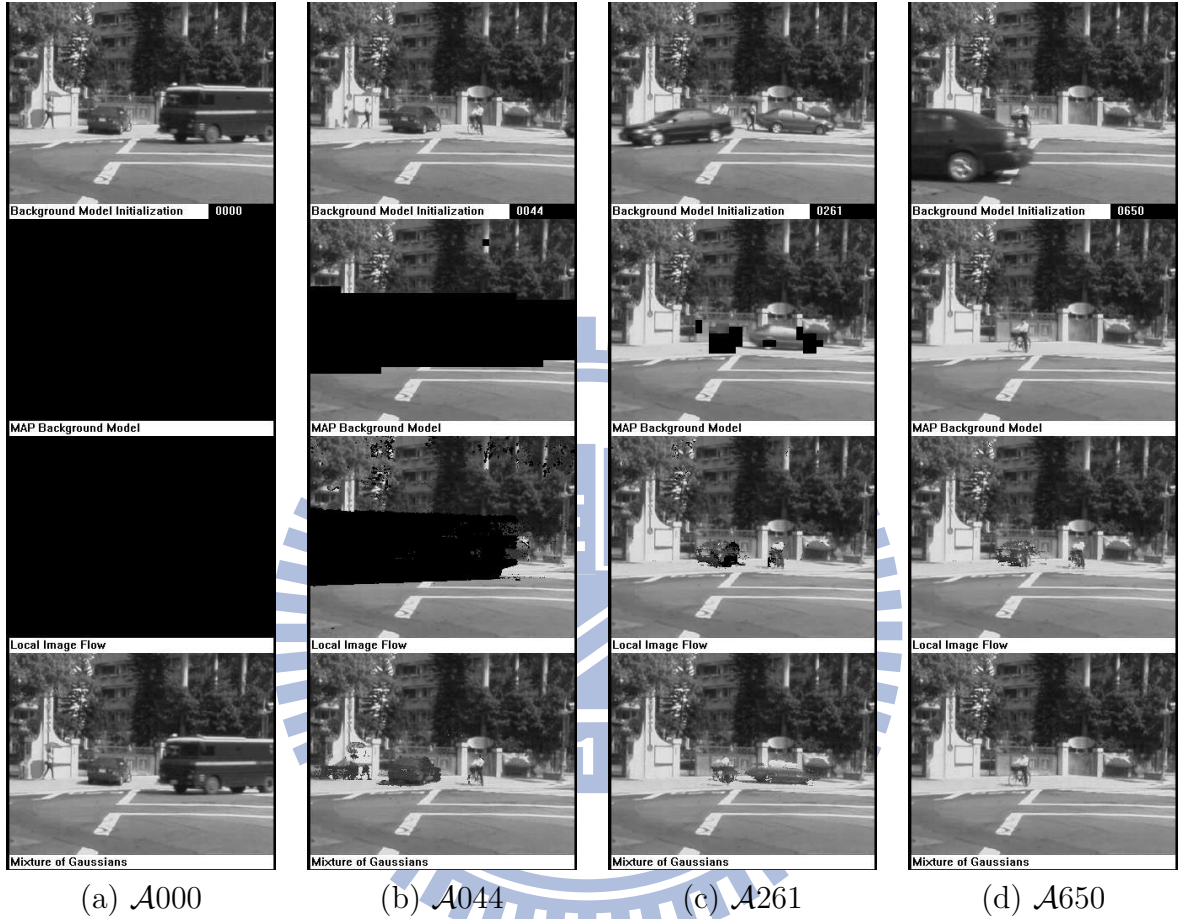 Background Model Initialization 0000
Background Model Initialization 0044
Background Model Initialization 0261
Background Model Initialization 0650
MAP Background Model
MAP Background Model
MAP Background Model
MAP Background Model
Local Image Flow
Local Image Flow
Local Image Flow
Local Image Flow
Mixture of Gaussians
Mixture of Gaussians
Mixture of Gaussians
Mixture of Gaussians
(a) 𝒜000
(b) 𝒜044
(c) 𝒜261
(d) 𝒜650